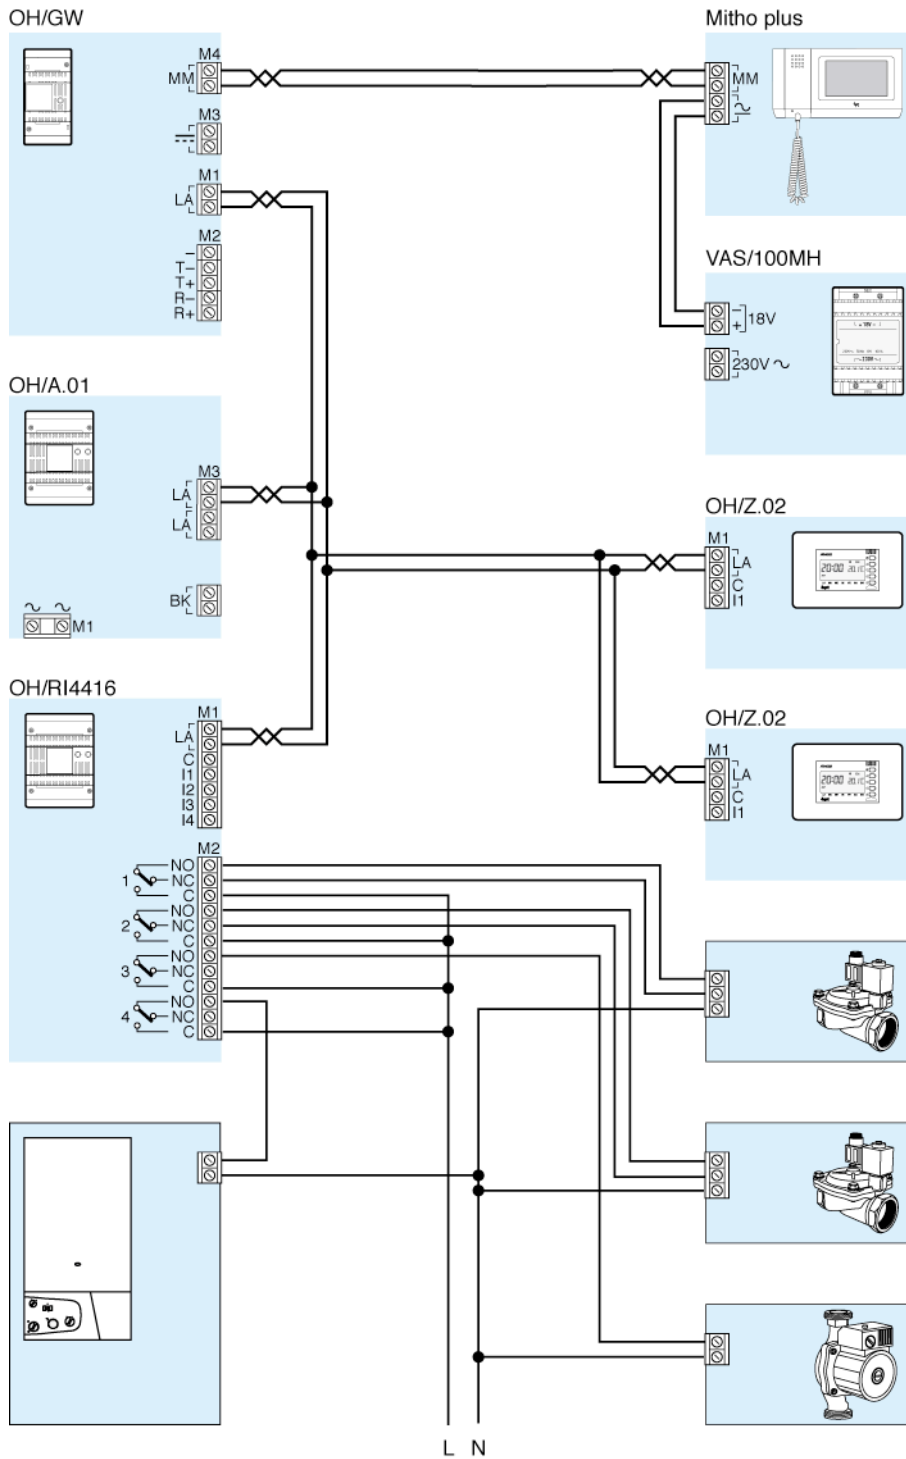 OH/GW
M4
MM
M3
M1
LA
M2
–
T–
T+
R–
R+
Mitho plus
MM
VAS/100MH
–
+
18V
230V ~
18V
230V
OH/A.01
M3
LA
LA
BK
~ ~
M1
OH/Z.02
M1
LA
C
I1
20:00
OH/RI4416
M1
LA
C
I1
I2
I3
I4
M2
1
NO
NC
C
2
NO
NC
C
3
NO
NC
C
4
NO
NC
C
OH/Z.02
M1
LA
C
I1
20:00
L N